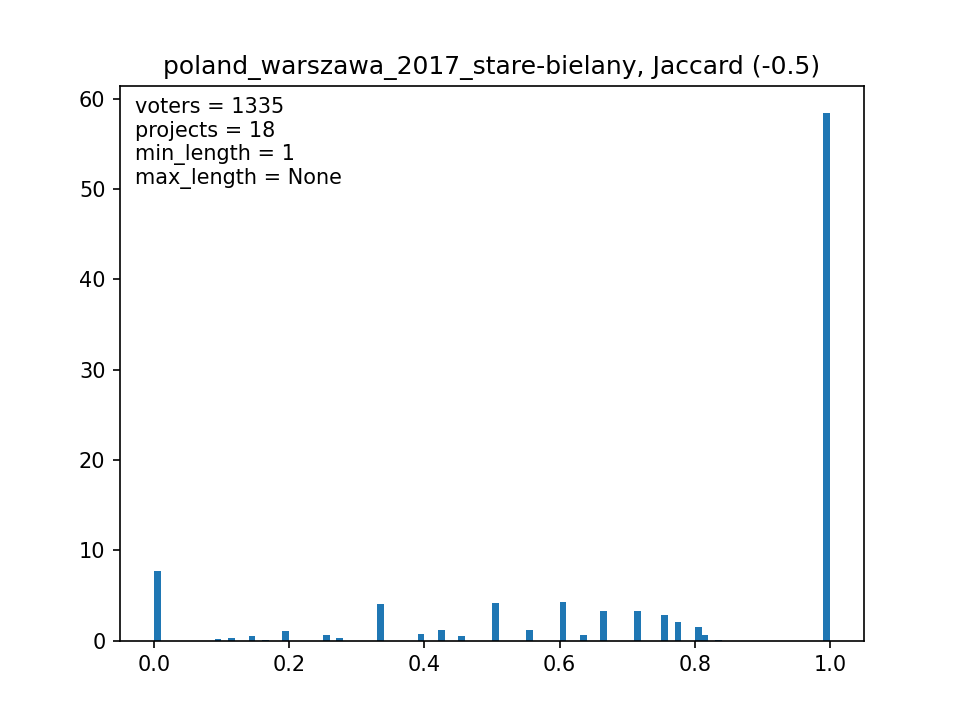 poland_warszawa_2017_stare-bielany, Jaccard (-0.5)
voters = 1335
projects = 18
min_length = 1
max_length = None
60
50
40
30
20
10
0
0.0 0.2 0.4 0.6 0.8 1.0